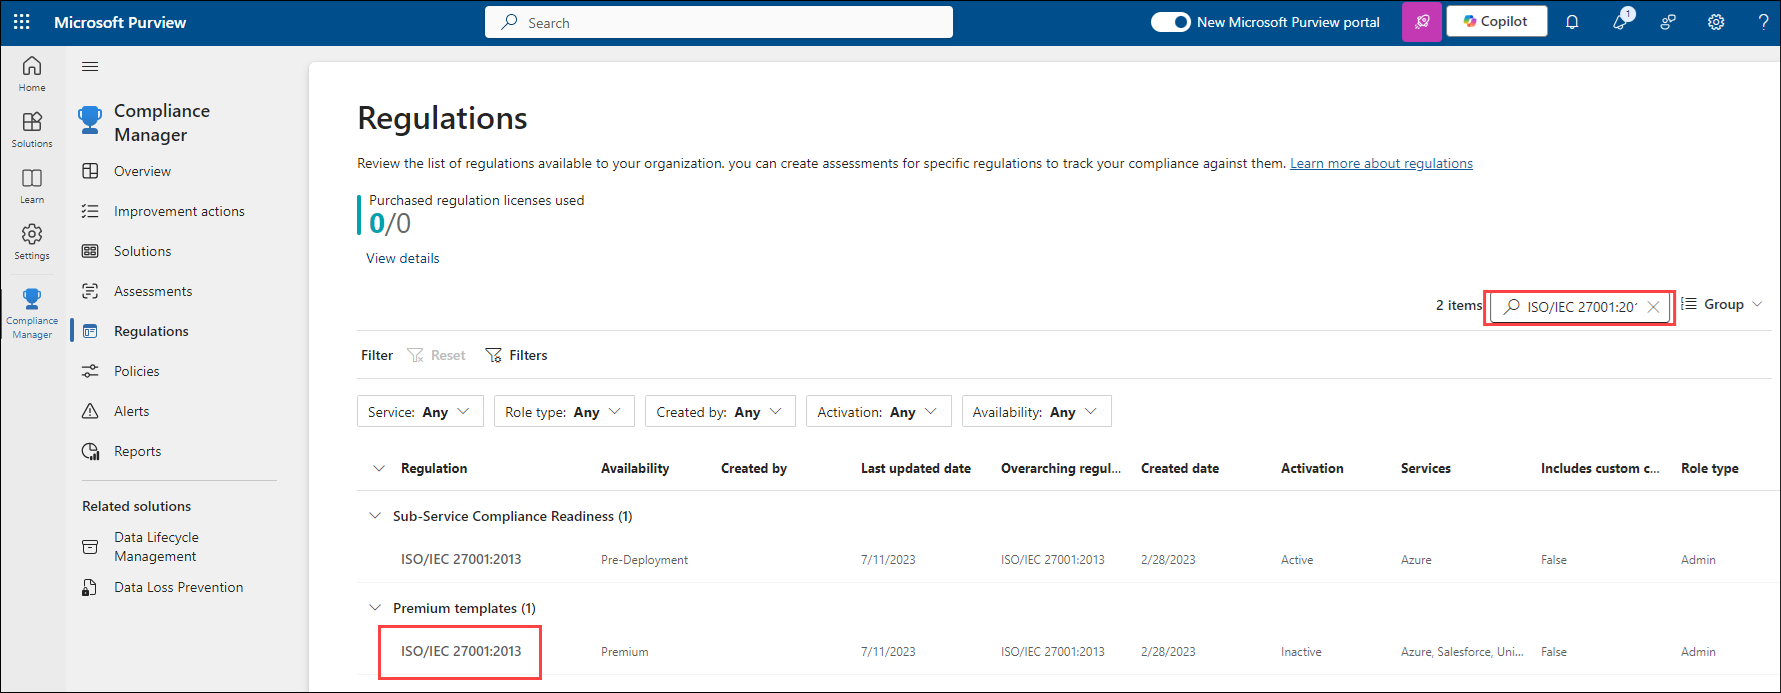 Microsoft Purview
Search
New Microsoft Purview portal
Copilot
1
?
Home
Solutions
Learn
Settings
Compliance
Manager
Compliance
Manager
Overview
Improvement actions
Solutions
Assessments
Regulations
Policies
Alerts
Reports
Related solutions
Data Lifecycle
Management
Data Loss Prevention
Regulations
Review the list of regulations available to your organization. you can create assessments for specific regulations to track your compliance against them. Learn more about regulations
Purchased regulation licenses used
0/0
View details
2 items
ISO/IEC 27001:201
Group
Filter Reset Filters
Service: Any Role type: Any Created by: Any Activation: Any Availability: Any
Regulation Availability Created by Last updated date Overarching regul... Created date Activation Services Includes custom c... Role type
Sub-Service Compliance Readiness (1)
ISO/IEC 27001:2013 Pre-Deployment 7/11/2023 ISO/IEC 27001:2013 2/28/2023 Active Azure False Admin
Premium templates (1)
ISO/IEC 27001:2013 Premium 7/11/2023 ISO/IEC 27001:2013 2/28/2023 Inactive Azure, Salesforce, Uni... False Admin